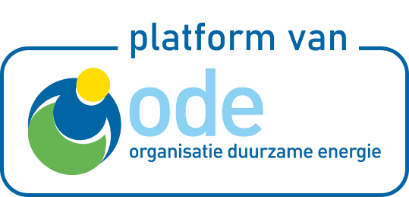 platform van
ode
organisatie duurzame energie